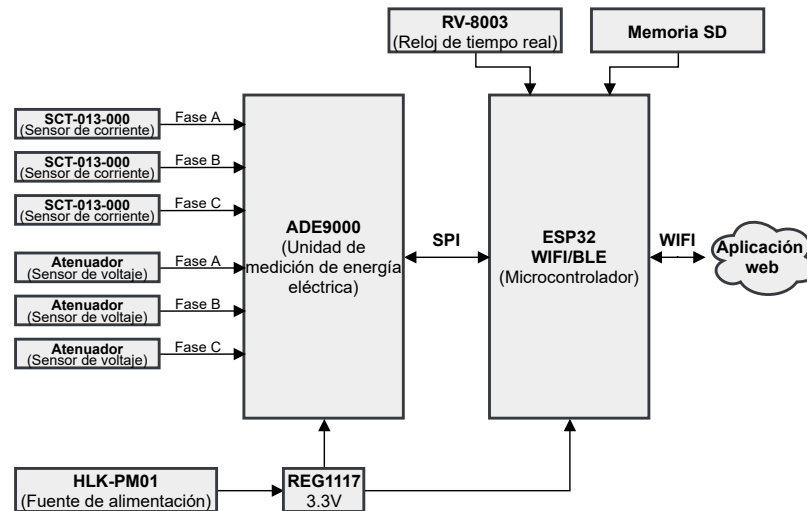 RV-8003
(Reloj de tiempo real)
Memoria SD
SCT-013-000
(Sensor de corriente)
Fase A
SCT-013-000
(Sensor de corriente)
Fase B
SCT-013-000
(Sensor de corriente)
Fase C
Atenuador
(Sensor de voltaje)
Fase A
Atenuador
(Sensor de voltaje)
Fase B
Atenuador
(Sensor de voltaje)
Fase C
ADE9000
(Unidad de
medición de energía
eléctrica)
SPI
ESP32
WIFI/BLE
(Microcontrolador)
WIFI
Aplicación
web
HLK-PM01
(Fuente de alimentación)
REG1117
3.3V